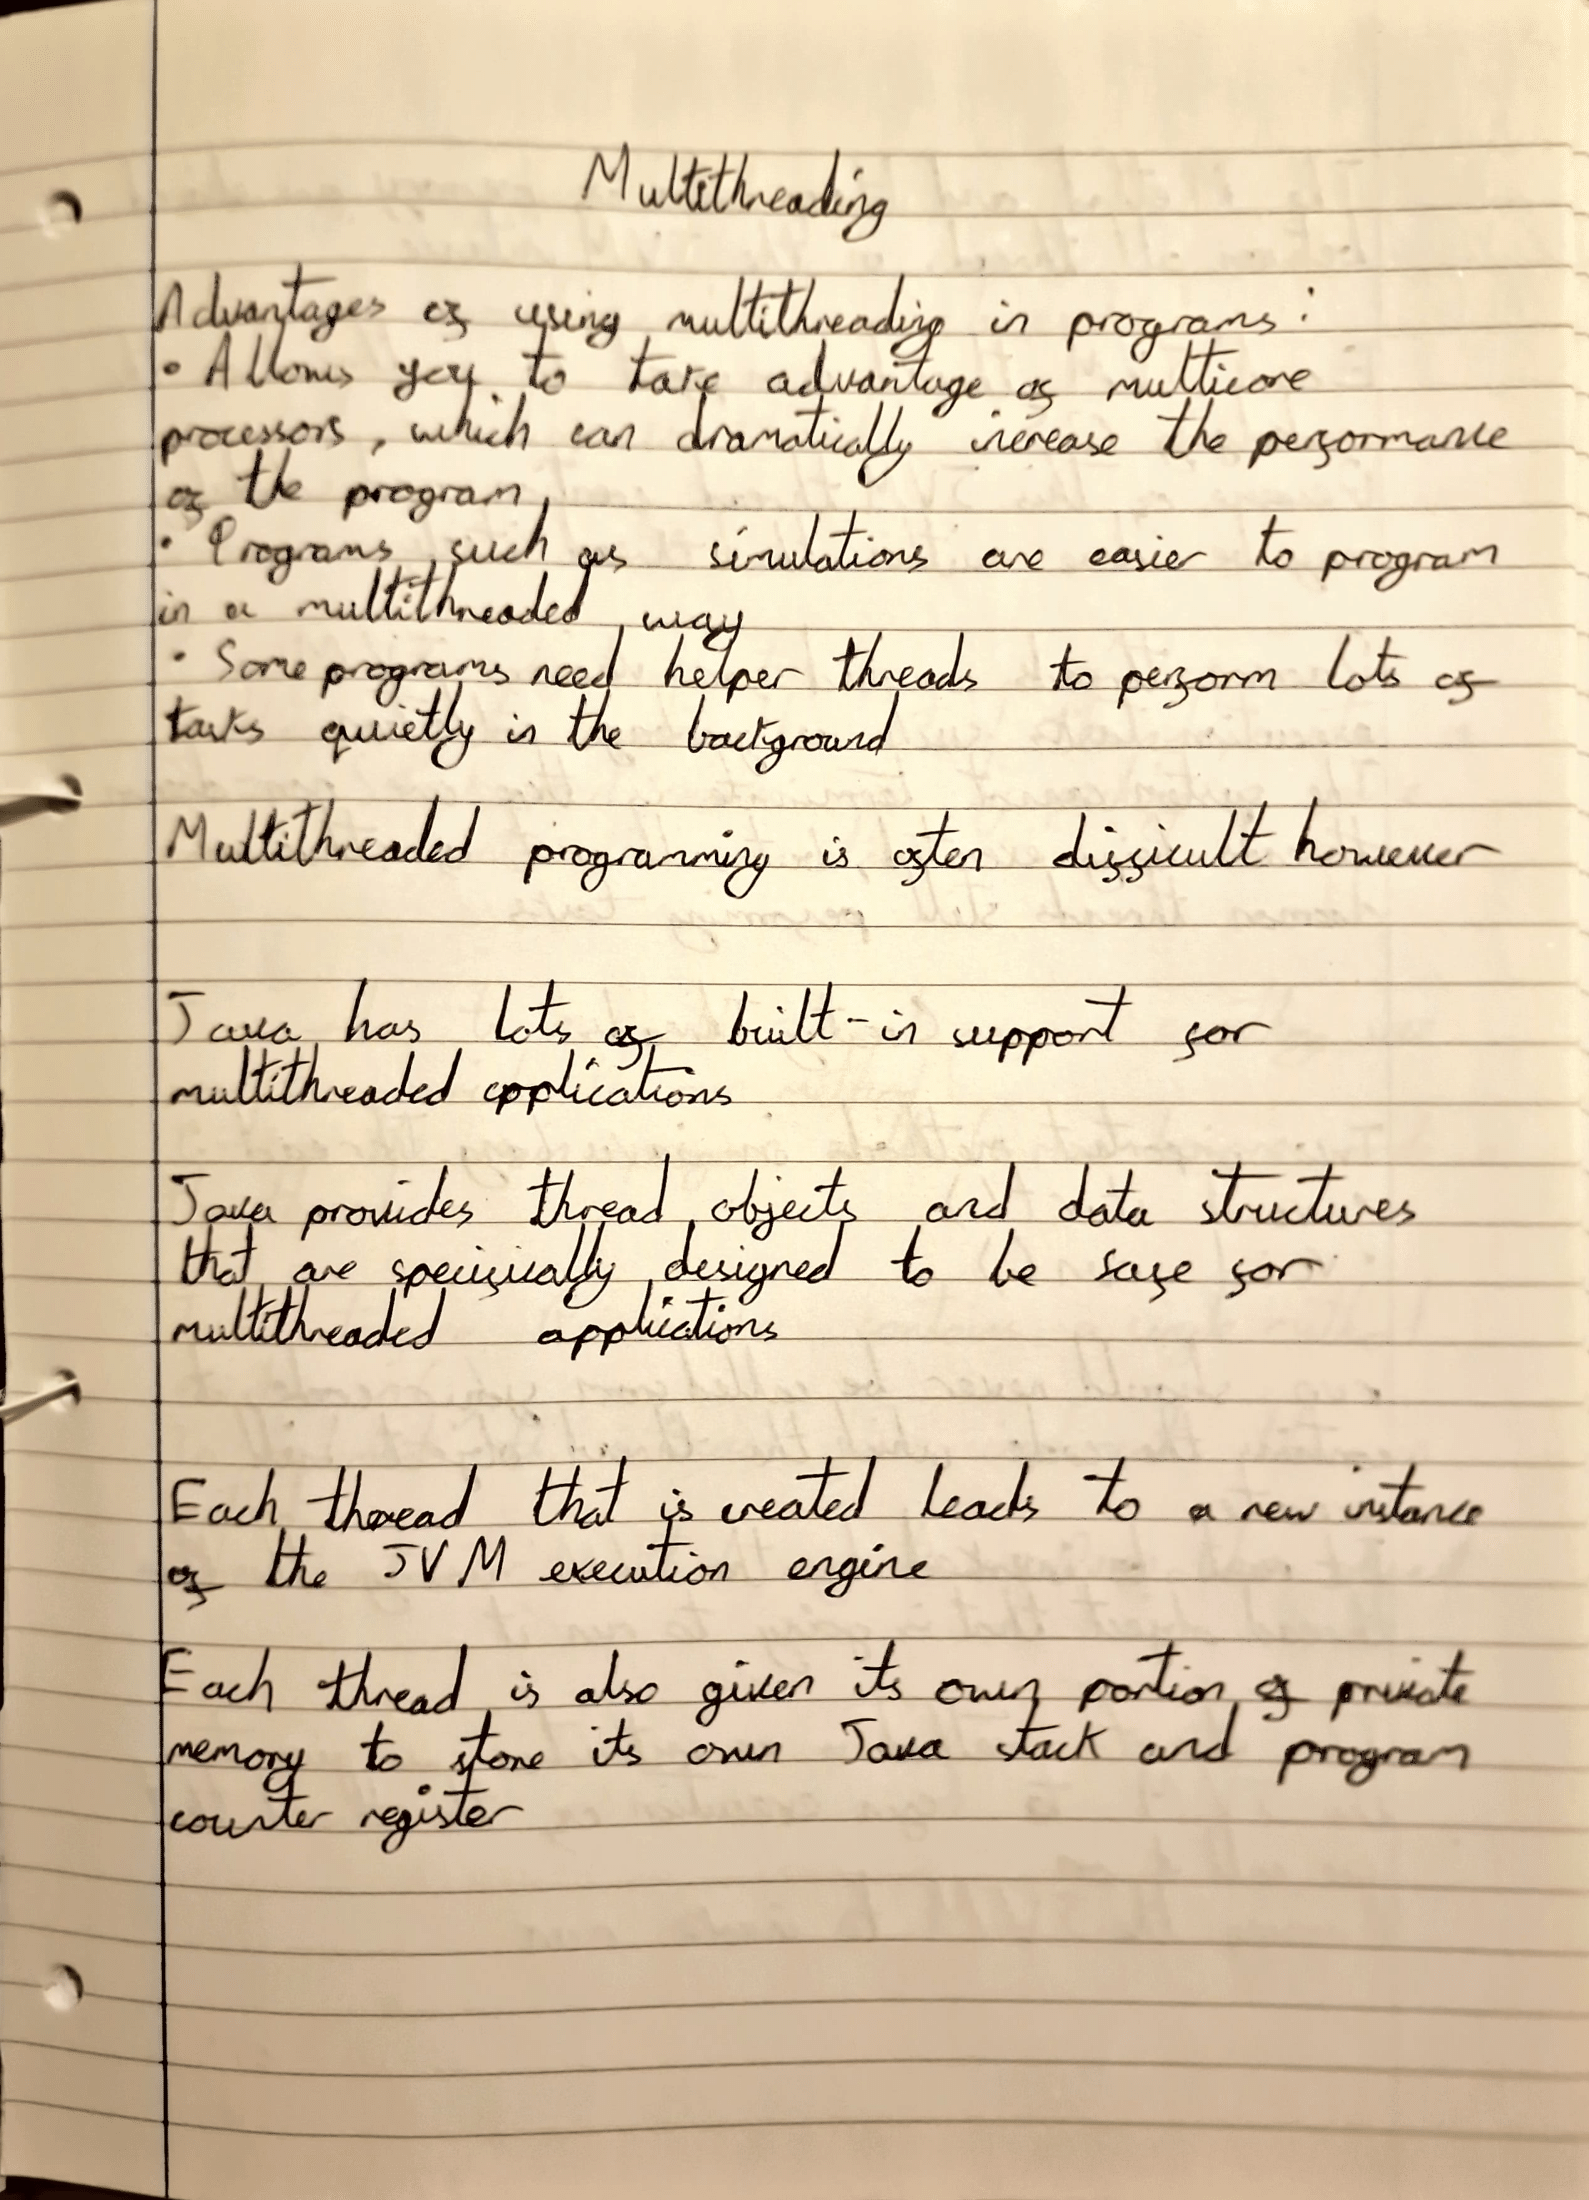 Multithreading
Advantages of using multithreading in programs:
• Allows you to take advantage of multicore
processors, which can dramatically increase the performance
of the program
• Programs such as simulations are easier to program
in a multithreaded way
• Some programs need helper threads to perform lots of
tasks quietly in the background
Multithreaded programming is often difficult however
Java has lots of built-in support for
multithreaded applications
Java provides thread objects and data structures
that are specifically designed to be safe for
multithreaded applications
Each thread that is created leads to a new instance
of the JVM execution engine
Each thread is also given its own portion of private
memory to store its own Java stack and program
counter register